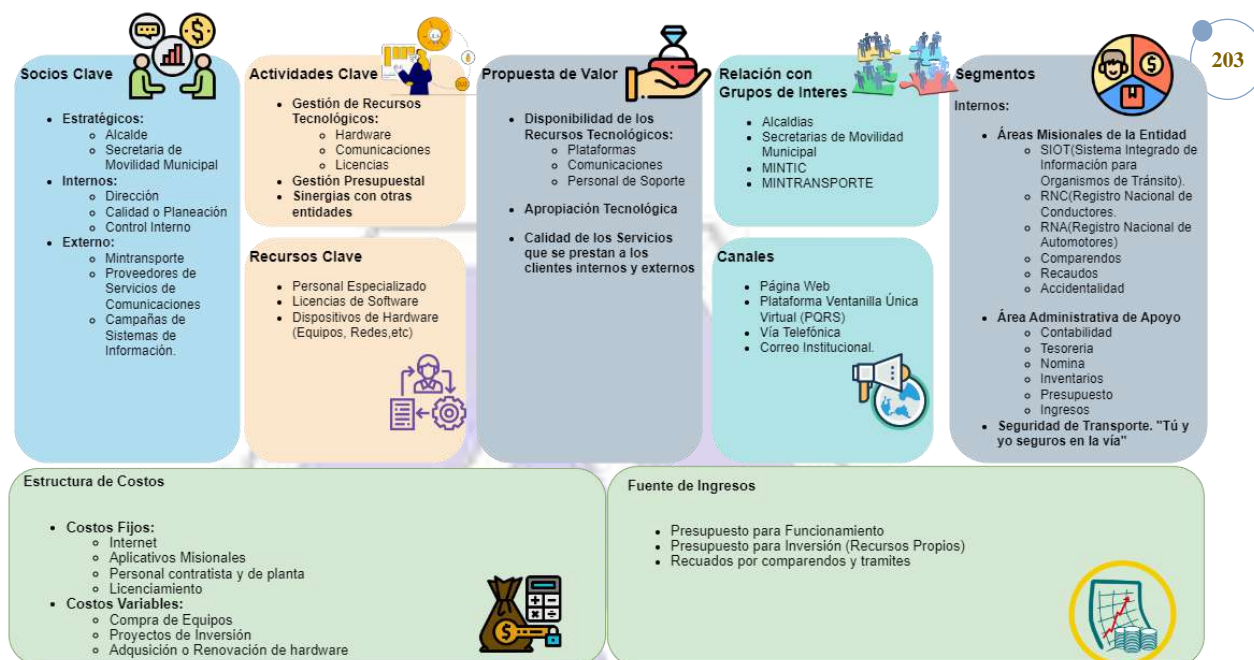 203
Socios Clave
• Estratégicos:
○ Alcalde
○ Secretaria de
Movilidad Municipal
• Internos:
○ Dirección
○ Calidad o Planeación
○ Control Interno
• Externo:
○ Mintransporte
○ Proveedores de
Servicios de
Comunicaciones
○ Campañas de
Sistemas de
Información.
Actividades Clave
• Gestión de Recursos
Tecnológicos:
○ Hardware
○ Comunicaciones
○ Licencias
• Gestión Presupuestal
• Sinergias con otras
entidades
Recursos Clave
• Personal Especializado
• Licencias de Software
• Dispositivos de Hardware
(Equipos, Redes,etc)
Propuesta de Valor
• Disponibilidad de los
Recursos Tecnológicos:
○ Plataformas
○ Comunicaciones
○ Personal de Soporte
• Apropiación Tecnológica
• Calidad de los Servicios
que se prestan a los
clientes internos y externos
Relación con
Grupos de Interes
• Alcaldias
• Secretarias de Movilidad
Municipal
• MINTIC
• MINTRANSPORTE
Canales
• Página Web
• Plataforma Ventanilla Única
Virtual (PQRS)
• Vía Telefónica
• Correo Institucional.
Segmentos
Internos:
• Áreas Misionales de la Entidad
○ SIOT(Sistema Integrado de
Información para
Organismos de Tránsito).
○ RNC(Registro Nacional de
Conductores.
○ RNA(Registro Nacional de
Automotores)
○ Comparendos
○ Recaudos
○ Accidentalidad
• Área Administrativa de Apoyo
○ Contabilidad
○ Tesoreria
○ Nomina
○ Inventarios
○ Presupuesto
○ Ingresos
• Seguridad de Transporte. "Tú y
yo seguros en la vía"
Estructura de Costos
• Costos Fijos:
○ Internet
○ Aplicativos Misionales
○ Personal contratista y de planta
○ Licenciamiento
• Costos Variables:
○ Compra de Equipos
○ Proyectos de Inversión
○ Adqusición o Renovación de hardware
Fuente de Ingresos
• Presupuesto para Funcionamiento
• Presupuesto para Inversión (Recursos Propios)
• Recuados por comparendos y tramites